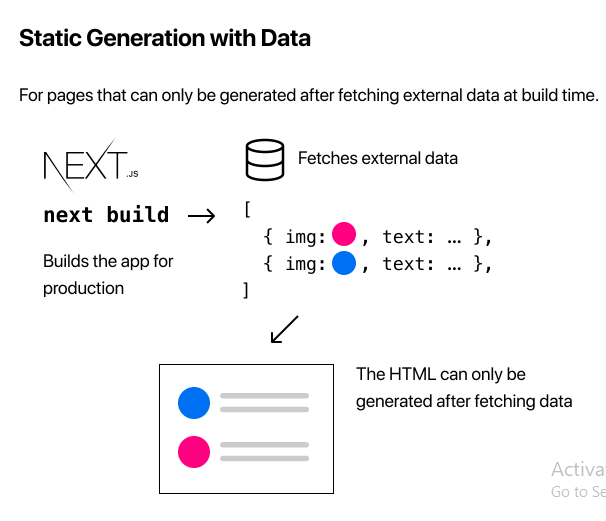 Static Generation with Data
For pages that can only be generated after fetching external data at build time.
NEXT.JS
Fetches external data
next build
[
{ img: , text: … },
{ img: , text: … },
]
Builds the app for
production
The HTML can only be
generated after fetching data
Activa
Go to Se